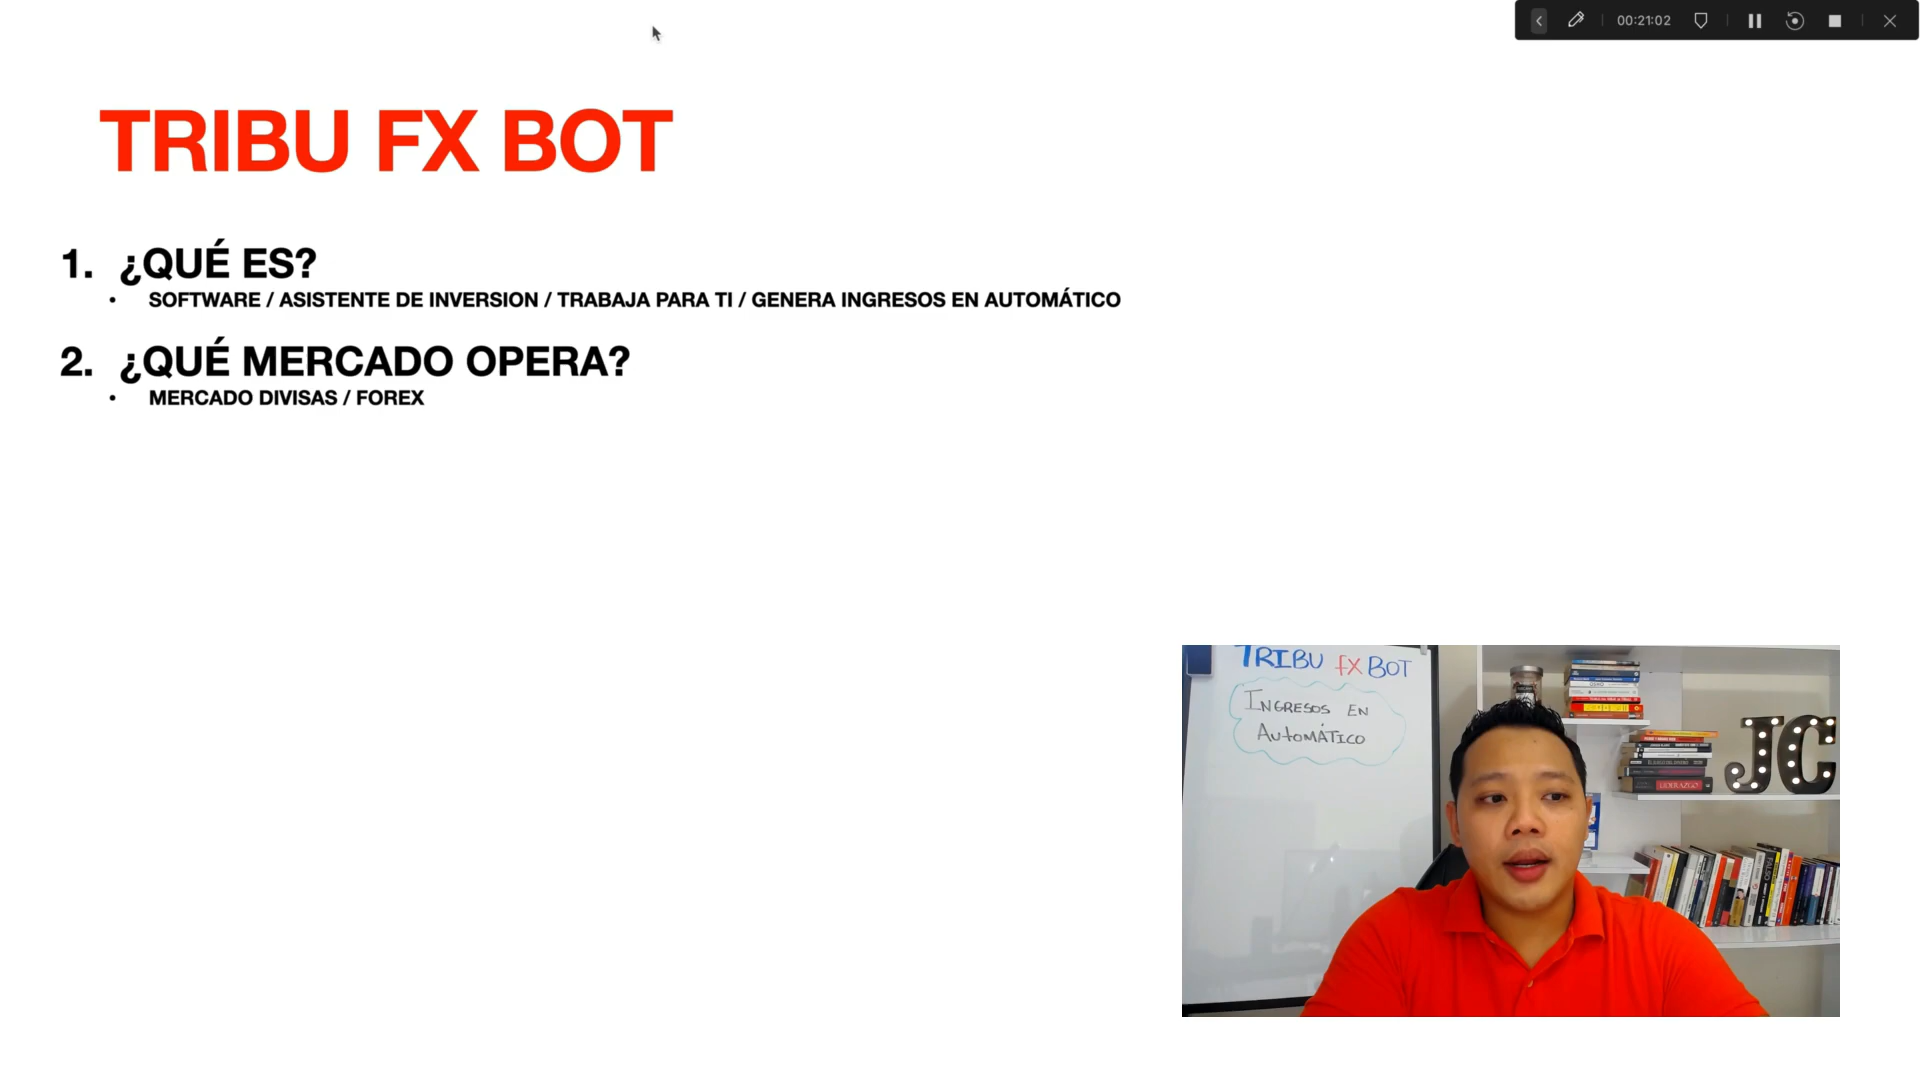 00:21:02
TRIBU FX BOT
1. ¿QUÉ ES?
• SOFTWARE / ASISTENTE DE INVERSION / TRABAJA PARA TI / GENERA INGRESOS EN AUTOMÁTICO
2. ¿QUÉ MERCADO OPERA?
• MERCADO DIVISAS / FOREX
TRIBU FX BOT
INGRESOS EN
AUTOMÁTICO
JC
LIDERAZGO